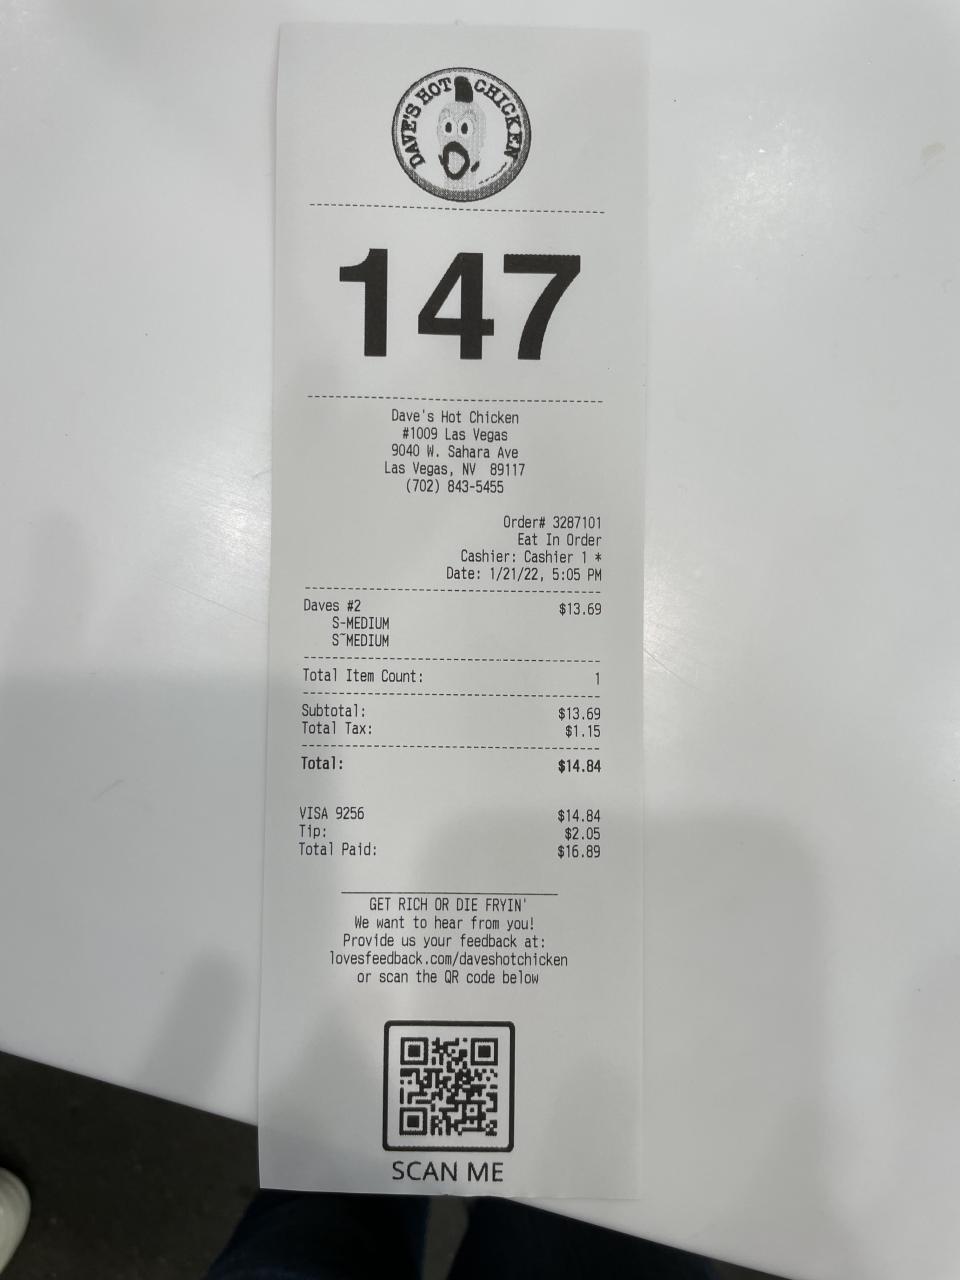 DAVE'S HOT CHICKEN
147
Dave's Hot Chicken
#1009 Las Vegas
9040 W. Sahara Ave
Las Vegas, NV 89117
(702) 843-5455
Order# 3287101
Eat In Order
Cashier: Cashier 1 *
Date: 1/21/22, 5:05 PM
Daves #2 $13.69
S-MEDIUM
S~MEDIUM
Total Item Count: 1
Subtotal: $13.69
Total Tax: $1.15
Total: $14.84
VISA 9256 $14.84
Tip: $2.05
Total Paid: $16.89
GET RICH OR DIE FRYIN'
We want to hear from you!
Provide us your feedback at:
lovesfeedback.com/daveshotchicken
or scan the QR code below
SCAN ME